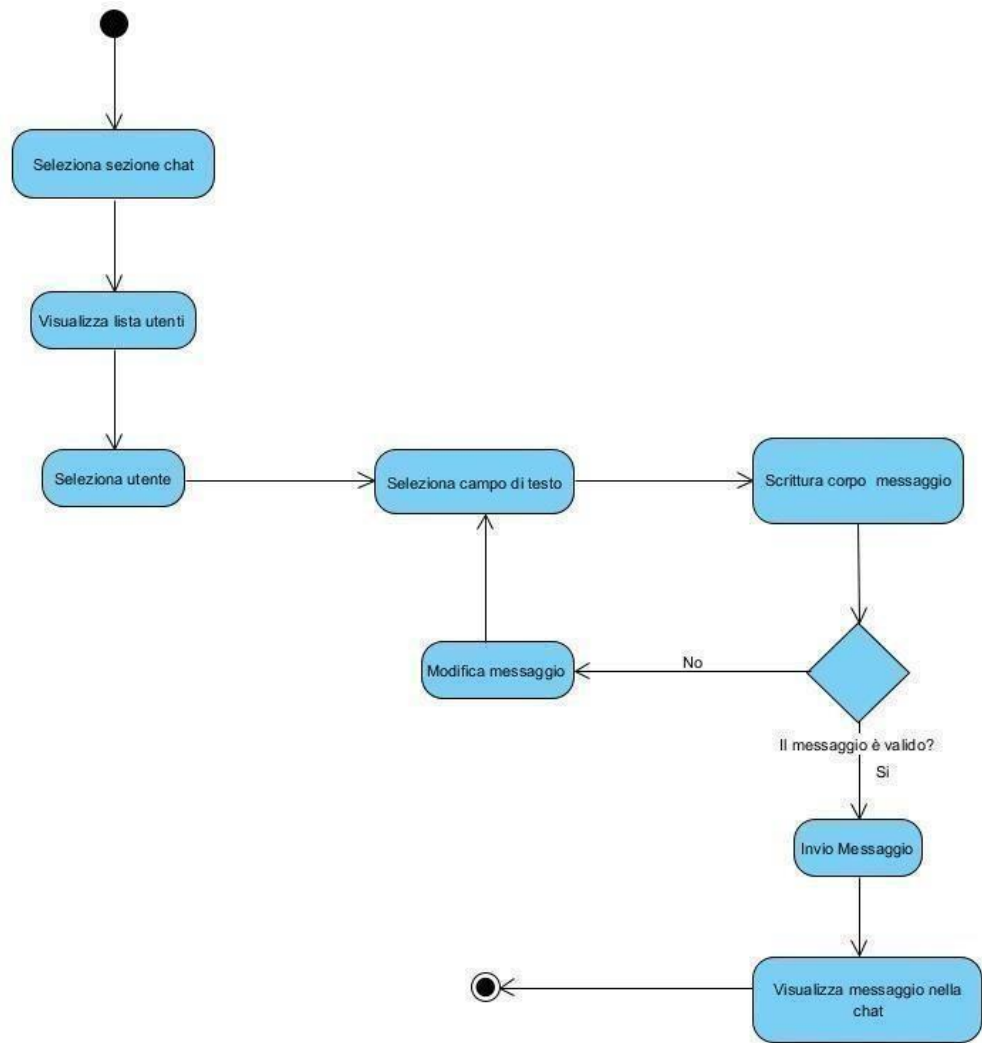 Seleziona sezione chat
Visualizza lista utenti
Seleziona utente
Seleziona campo di testo
Scrittura corpo messaggio
Modifica messaggio
No
Il messaggio è valido?
Si
Invio Messaggio
Visualizza messaggio nella
chat